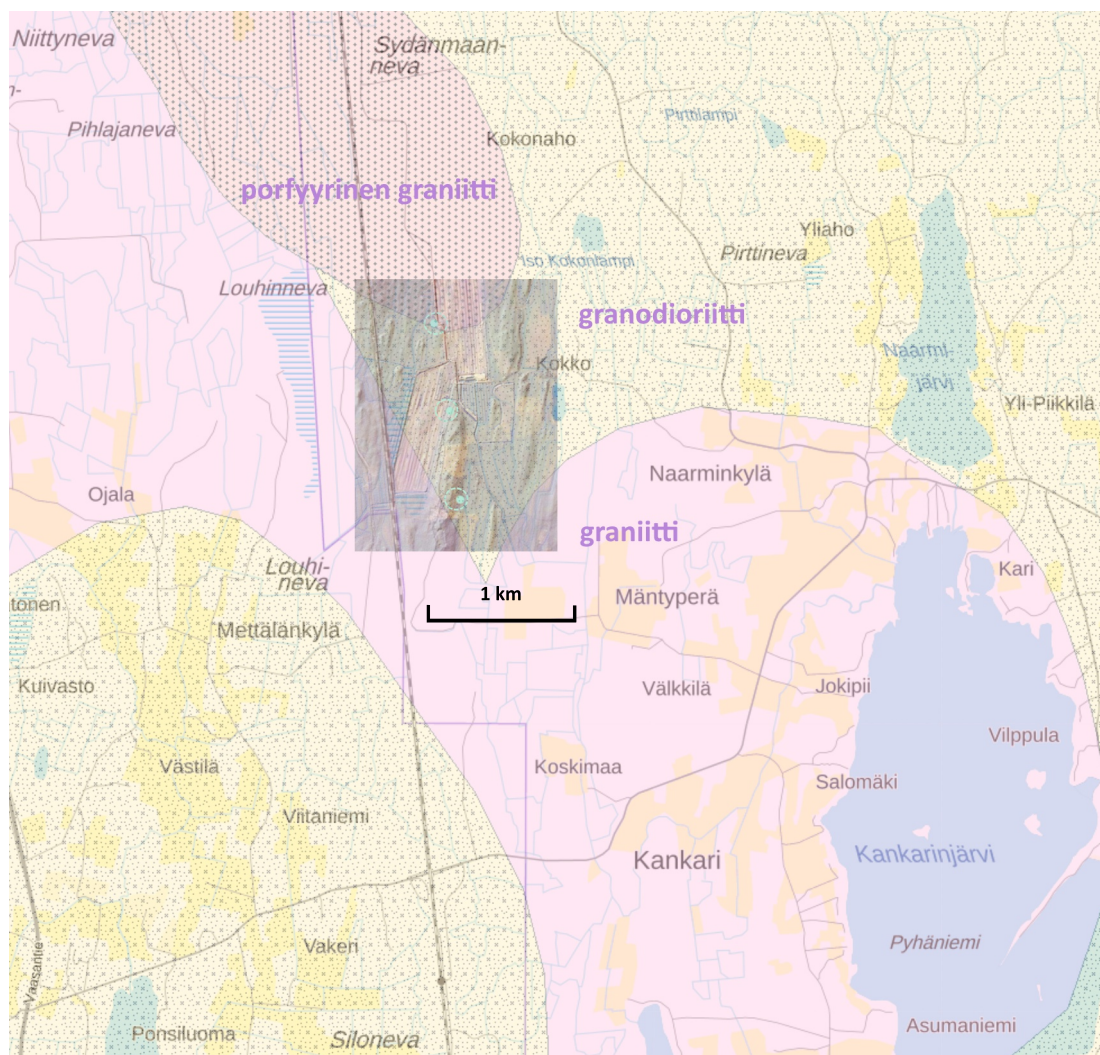 Niittyneva
Sydänmaan-
neva
n-
Pihlajaneva
Kokonaho
Pirttilampi
porfyyrinen graniitti
Yliaho
Iso Kokonlampi
Pirttineva
Louhinneva
granodioriitti
Kokko
Naarmi-
järvi
Yli-Piikkilä
Naarminkylä
Ojala
graniitti
Louhi-
neva
Kari
1 km
Mäntyperä
tonen
Mettälänkylä
Kuivasto
Välkkilä
Jokipii
Vilppula
Västilä
Koskimaa
Salomäki
Viitaniemi
Kankari
Kankarinjärvi
Vakeri
Pyhäniemi
Vaasantie
Ponsiluoma
Siloneva
Asumaniemi